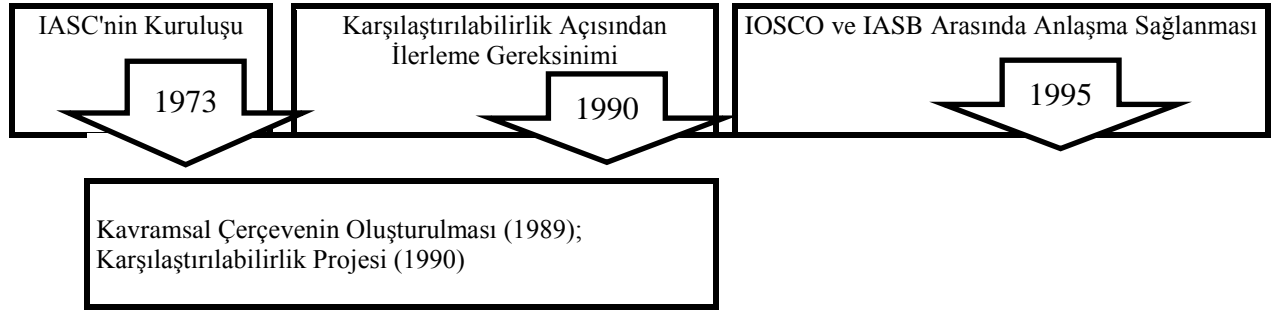 IASC'nin Kuruluşu
1973
Karşılaştırılabilirlik Açısından
İlerleme Gereksinimi
1990
IOSCO ve IASB Arasında Anlaşma Sağlanması
1995
Kavramsal Çerçevenin Oluşturulması (1989);
Karşılaştırılabilirlik Projesi (1990)